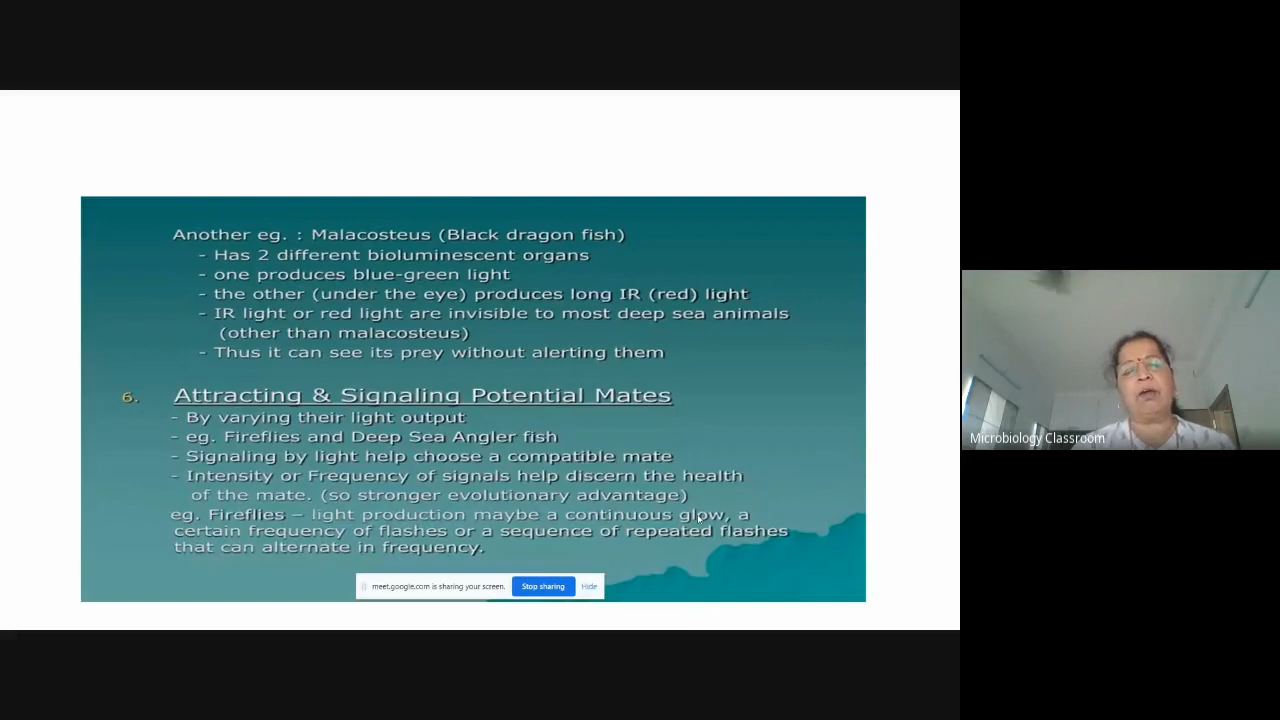 Another eg. : Malacosteus (Black dragon fish)
- Has 2 different bioluminescent organs
- one produces blue-green light
- the other (under the eye) produces long IR (red) light
- IR light or red light are invisible to most deep sea animals
(other than malacosteus)
- Thus it can see its prey without alerting them
6. Attracting & Signaling Potential Mates
- By varying their light output
- eg. Fireflies and Deep Sea Angler fish
- Signaling by light help choose a compatible mate
- Intensity or Frequency of signals help discern the health
of the mate. (so stronger evolutionary advantage)
eg. Fireflies – light production maybe a continuous glow, a
certain frequency of flashes or a sequence of repeated flashes
that can alternate in frequency.
meet.google.com is sharing your screen. Stop sharing Hide
Microbiology Classroom